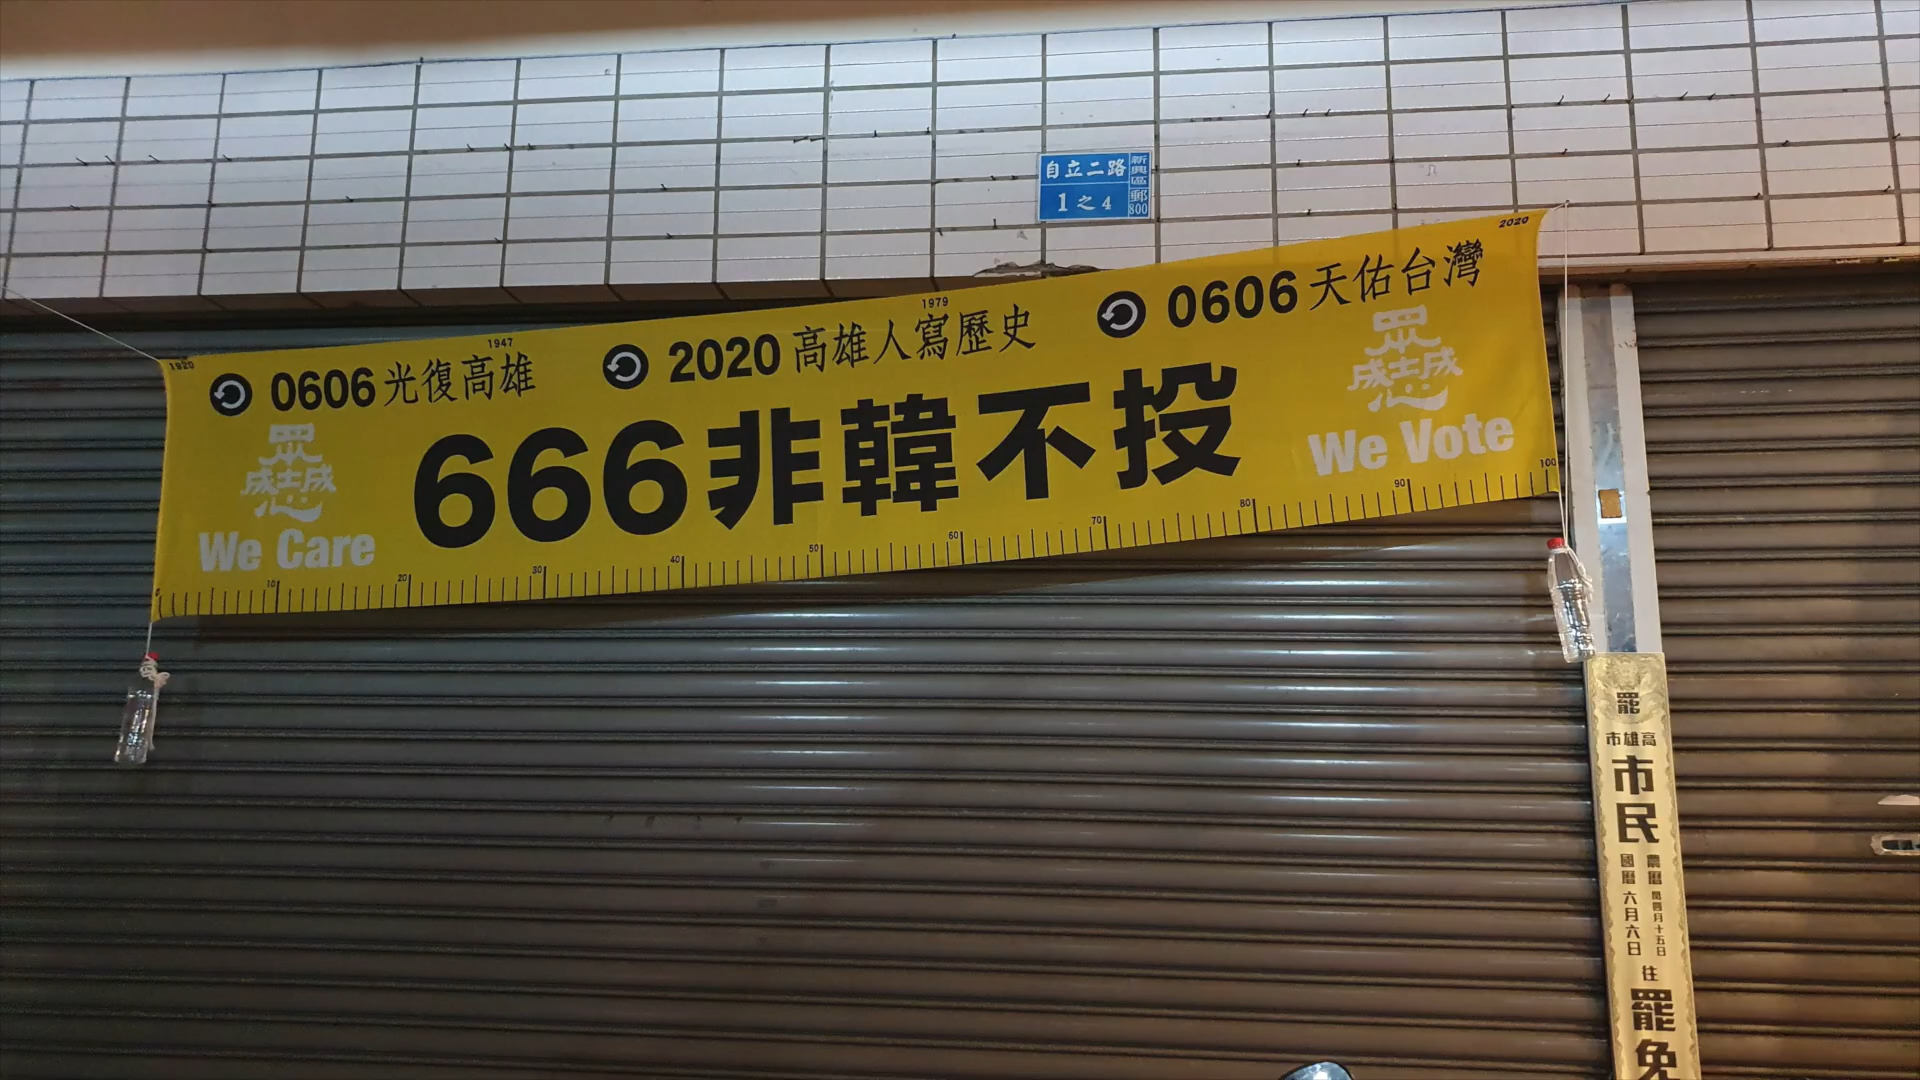 自立二路
1之4
新興區
郵
800
1920
1947
1979
2020
0606光復高雄
2020高雄人寫歷史
0606天佑台灣
666非韓不投
We Care
We Vote
0 10 20 30 40 50 60 70 80 90 100
罷
高雄市
市民
農曆閏四月十五日
國曆六月六日
往
罷免